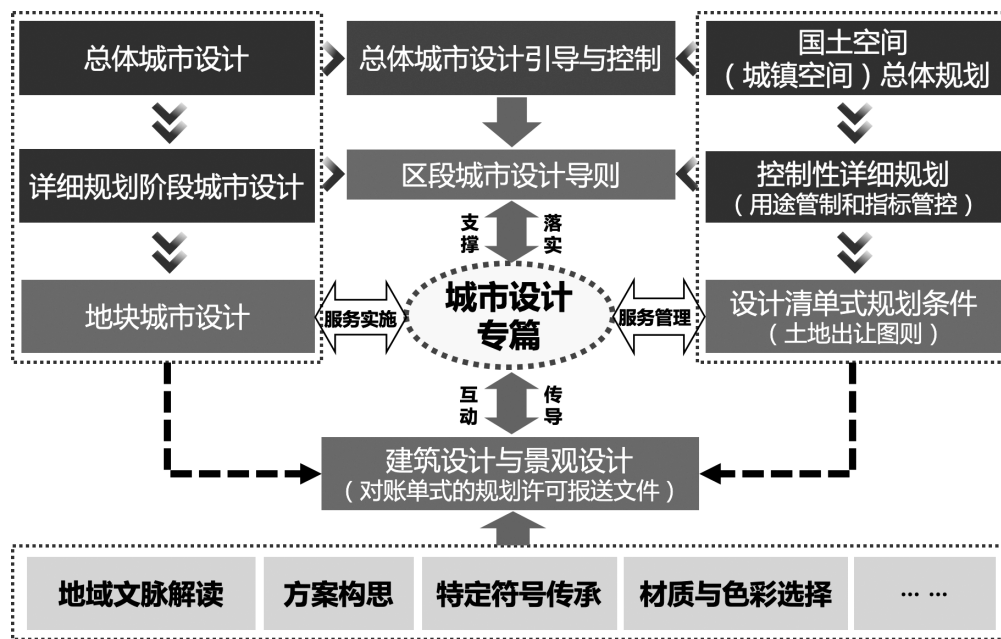 总体城市设计
总体城市设计引导与控制
国土空间
（城镇空间）总体规划
详细规划阶段城市设计
区段城市设计导则
控制性详细规划
（用途管制和指标管控）
支撑
落实
地块城市设计
服务实施
城市设计
专篇
服务管理
设计清单式规划条件
（土地出让图则）
互动
传导
建筑设计与景观设计
（对账单式的规划许可报送文件）
地域文脉解读
方案构思
特定符号传承
材质与色彩选择
… …